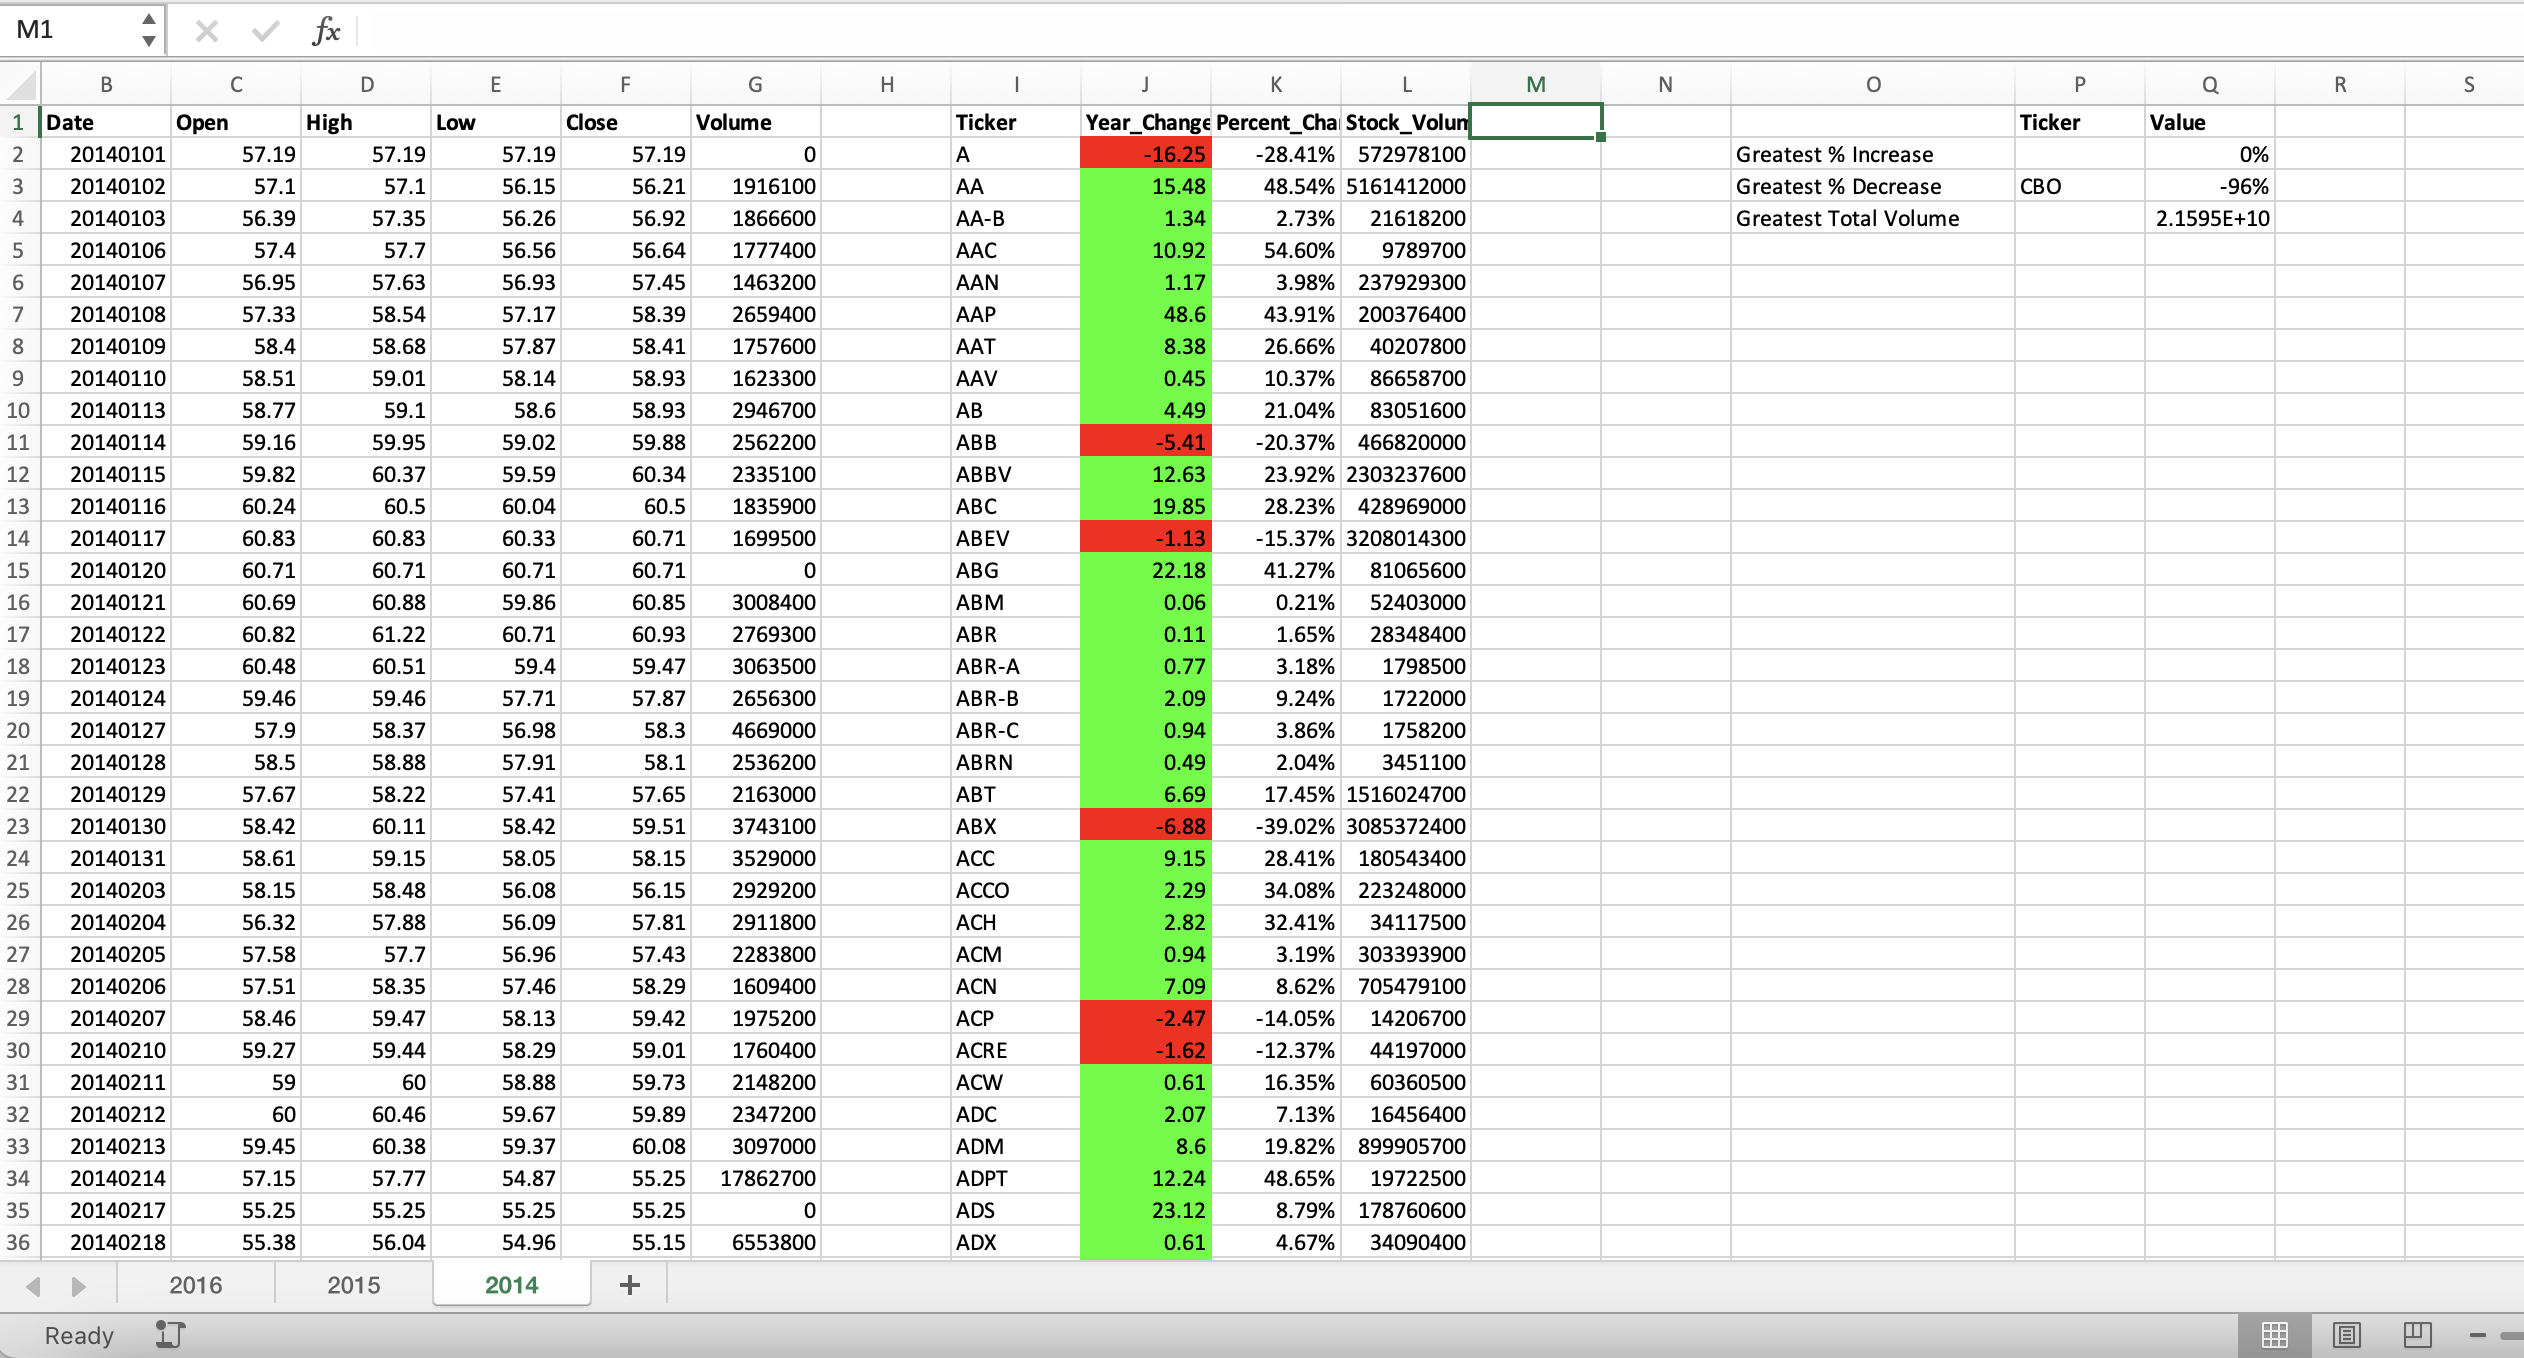 M1 fx
B C D E F G H I J K L M N O P Q R S
1 Date Open High Low Close Volume Ticker Year_Change Percent_Cha Stock_Volum Ticker Value
2 20140101 57.19 57.19 57.19 57.19 0 A -16.25 -28.41% 572978100 Greatest % Increase 0%
3 20140102 57.1 57.1 56.15 56.21 1916100 AA 15.48 48.54% 5161412000 Greatest % Decrease CBO -96%
4 20140103 56.39 57.35 56.26 56.92 1866600 AA-B 1.34 2.73% 21618200 Greatest Total Volume 2.1595E+10
5 20140106 57.4 57.7 56.56 56.64 1777400 AAC 10.92 54.60% 9789700
6 20140107 56.95 57.63 56.93 57.45 1463200 AAN 1.17 3.98% 237929300
7 20140108 57.33 58.54 57.17 58.39 2659400 AAP 48.6 43.91% 200376400
8 20140109 58.4 58.68 57.87 58.41 1757600 AAT 8.38 26.66% 40207800
9 20140110 58.51 59.01 58.14 58.93 1623300 AAV 0.45 10.37% 86658700
10 20140113 58.77 59.1 58.6 58.93 2946700 AB 4.49 21.04% 83051600
11 20140114 59.16 59.95 59.02 59.88 2562200 ABB -5.41 -20.37% 466820000
12 20140115 59.82 60.37 59.59 60.34 2335100 ABBV 12.63 23.92% 2303237600
13 20140116 60.24 60.5 60.04 60.5 1835900 ABC 19.85 28.23% 428969000
14 20140117 60.83 60.83 60.33 60.71 1699500 ABEV -1.13 -15.37% 3208014300
15 20140120 60.71 60.71 60.71 60.71 0 ABG 22.18 41.27% 81065600
16 20140121 60.69 60.88 59.86 60.85 3008400 ABM 0.06 0.21% 52403000
17 20140122 60.82 61.22 60.71 60.93 2769300 ABR 0.11 1.65% 28348400
18 20140123 60.48 60.51 59.4 59.47 3063500 ABR-A 0.77 3.18% 1798500
19 20140124 59.46 59.46 57.71 57.87 2656300 ABR-B 2.09 9.24% 1722000
20 20140127 57.9 58.37 56.98 58.3 4669000 ABR-C 0.94 3.86% 1758200
21 20140128 58.5 58.88 57.91 58.1 2536200 ABRN 0.49 2.04% 3451100
22 20140129 57.67 58.22 57.41 57.65 2163000 ABT 6.69 17.45% 1516024700
23 20140130 58.42 60.11 58.42 59.51 3743100 ABX -6.88 -39.02% 3085372400
24 20140131 58.61 59.15 58.05 58.15 3529000 ACC 9.15 28.41% 180543400
25 20140203 58.15 58.48 56.08 56.15 2929200 ACCO 2.29 34.08% 223248000
26 20140204 56.32 57.88 56.09 57.81 2911800 ACH 2.82 32.41% 34117500
27 20140205 57.58 57.7 56.96 57.43 2283800 ACM 0.94 3.19% 303393900
28 20140206 57.51 58.35 57.46 58.29 1609400 ACN 7.09 8.62% 705479100
29 20140207 58.46 59.47 58.13 59.42 1975200 ACP -2.47 -14.05% 14206700
30 20140210 59.27 59.44 58.29 59.01 1760400 ACRE -1.62 -12.37% 44197000
31 20140211 59 60 58.88 59.73 2148200 ACW 0.61 16.35% 60360500
32 20140212 60 60.46 59.67 59.89 2347200 ADC 2.07 7.13% 16456400
33 20140213 59.45 60.38 59.37 60.08 3097000 ADM 8.6 19.82% 899905700
34 20140214 57.15 57.77 54.87 55.25 17862700 ADPT 12.24 48.65% 19722500
35 20140217 55.25 55.25 55.25 55.25 0 ADS 23.12 8.79% 178760600
36 20140218 55.38 56.04 54.96 55.15 6553800 ADX 0.61 4.67% 34090400
2016 2015 2014 +
Ready